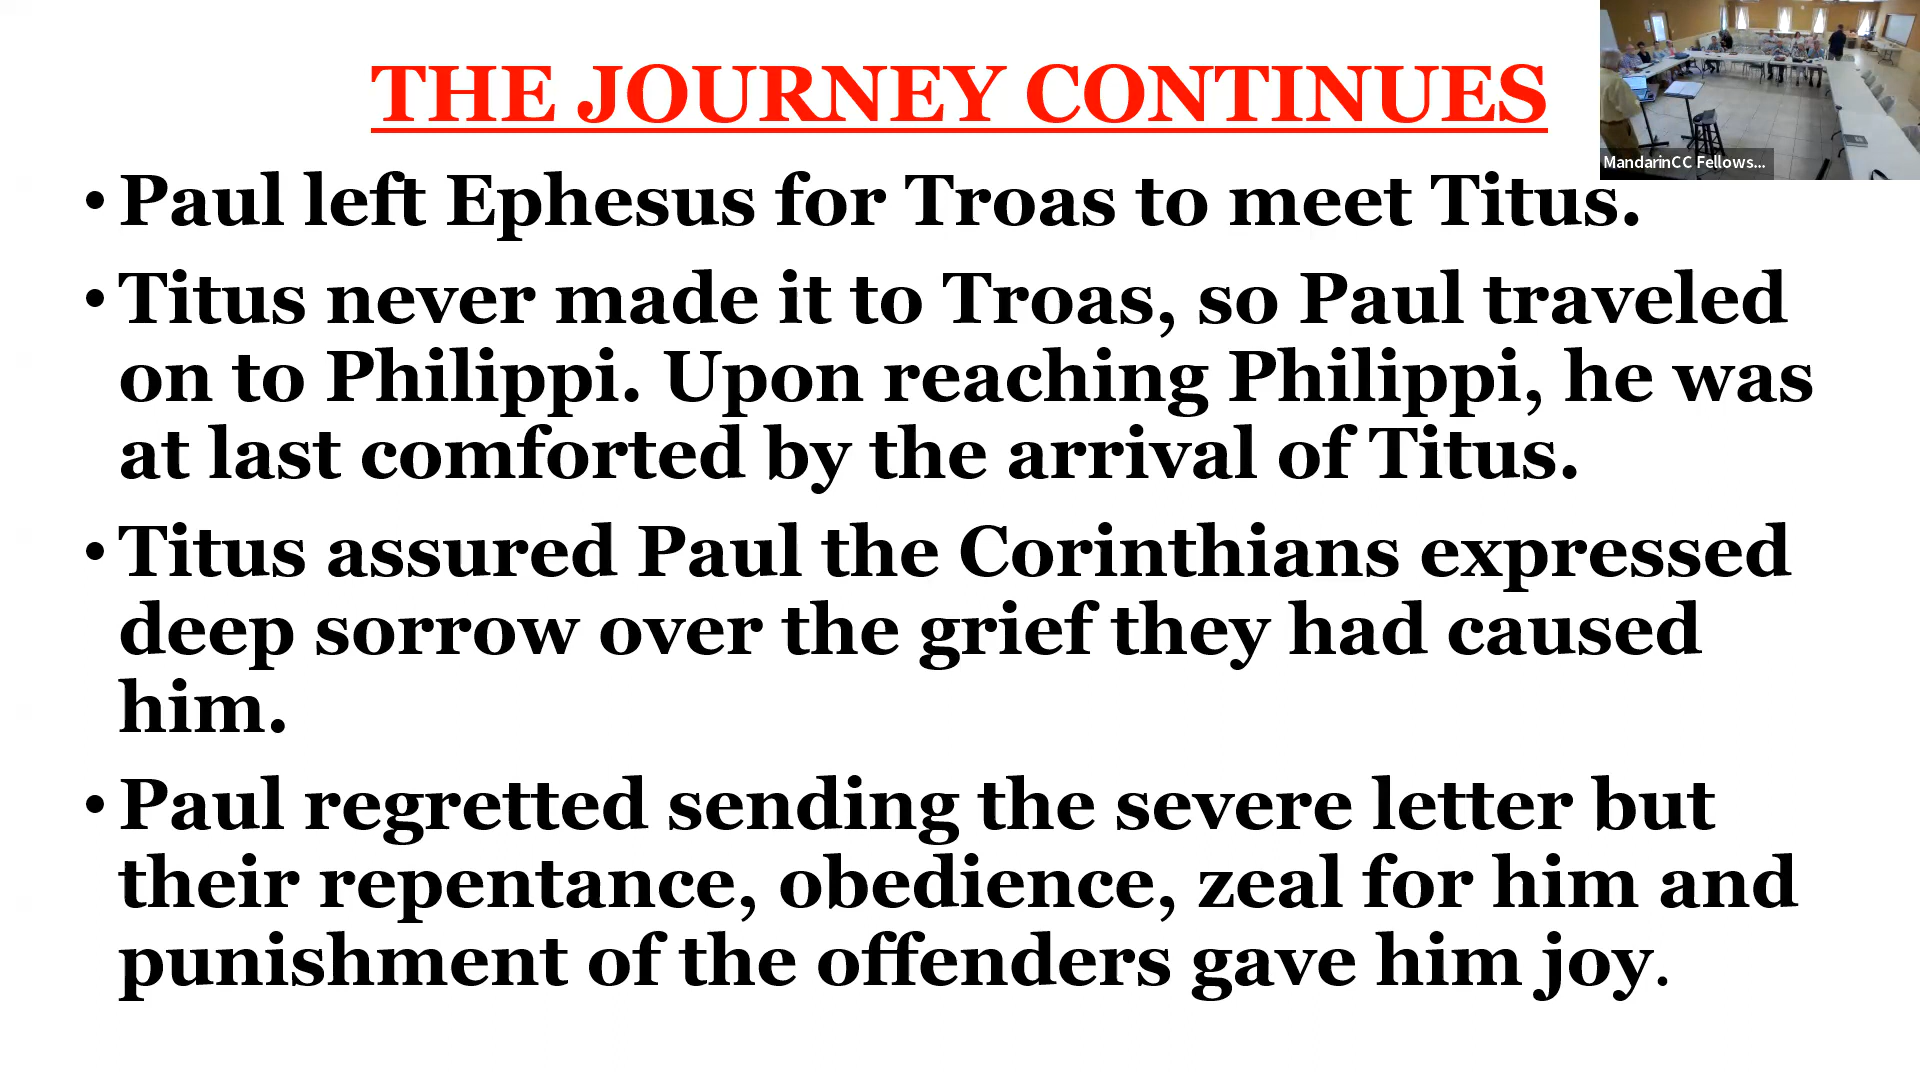 THE JOURNEY CONTINUES
MandarinCC Fellows...
• Paul left Ephesus for Troas to meet Titus.
• Titus never made it to Troas, so Paul traveled
on to Philippi. Upon reaching Philippi, he was
at last comforted by the arrival of Titus.
• Titus assured Paul the Corinthians expressed
deep sorrow over the grief they had caused
him.
• Paul regretted sending the severe letter but
their repentance, obedience, zeal for him and
punishment of the offenders gave him joy.